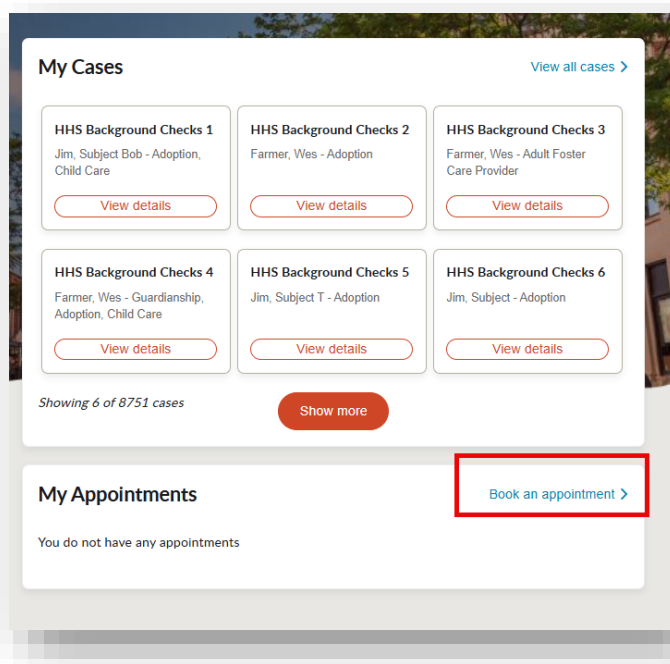 My Cases
View all cases
HHS Background Checks 1
Jim, Subject Bob - Adoption,
Child Care
View details
HHS Background Checks 2
Farmer, Wes - Adoption
View details
HHS Background Checks 3
Farmer, Wes - Adult Foster
Care Provider
View details
HHS Background Checks 4
Farmer, Wes - Guardianship,
Adoption, Child Care
View details
HHS Background Checks 5
Jim, Subject T - Adoption
View details
HHS Background Checks 6
Jim, Subject - Adoption
View details
Showing 6 of 8751 cases
Show more
My Appointments
Book an appointment
You do not have any appointments